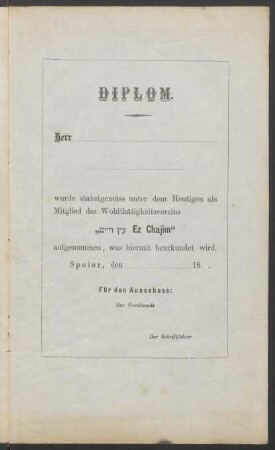 DIPLOM.
Herr
wurde statutgemäss unter dem Heutigen als
Mitglied des Wohlthätigkeitsvereins
„עץ חיים Ez Chajim“
aufgenommen, was hiermit beurkundet wird.
Speier, den 18 .
Für den Ausschuss:
Der Vorsitzende
Der Schriftführer